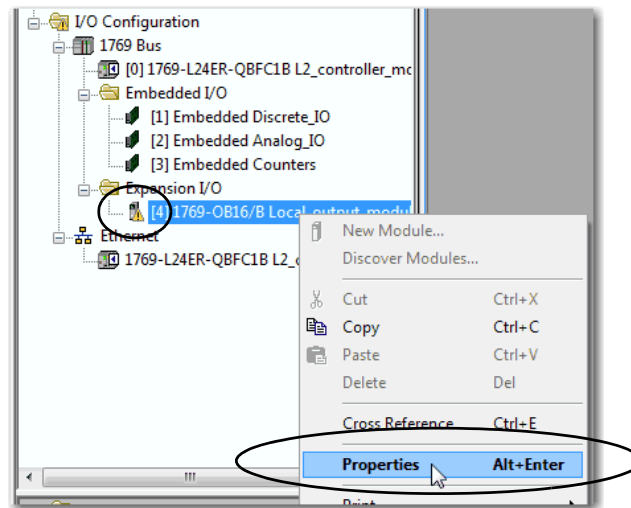 I/O Configuration
1769 Bus
[0] 1769-L24ER-QBFC1B L2_controller_mc
Embedded I/O
[1] Embedded Discrete_IO
[2] Embedded Analog_IO
[3] Embedded Counters
Expansion I/O
[4] 1769-OB16/B Local_output_modul
Ethernet
1769-L24ER-QBFC1B L2_
New Module...
Discover Modules...
Cut Ctrl+X
Copy Ctrl+C
Paste Ctrl+V
Delete Del
Cross Reference Ctrl+E
Properties Alt+Enter
Print